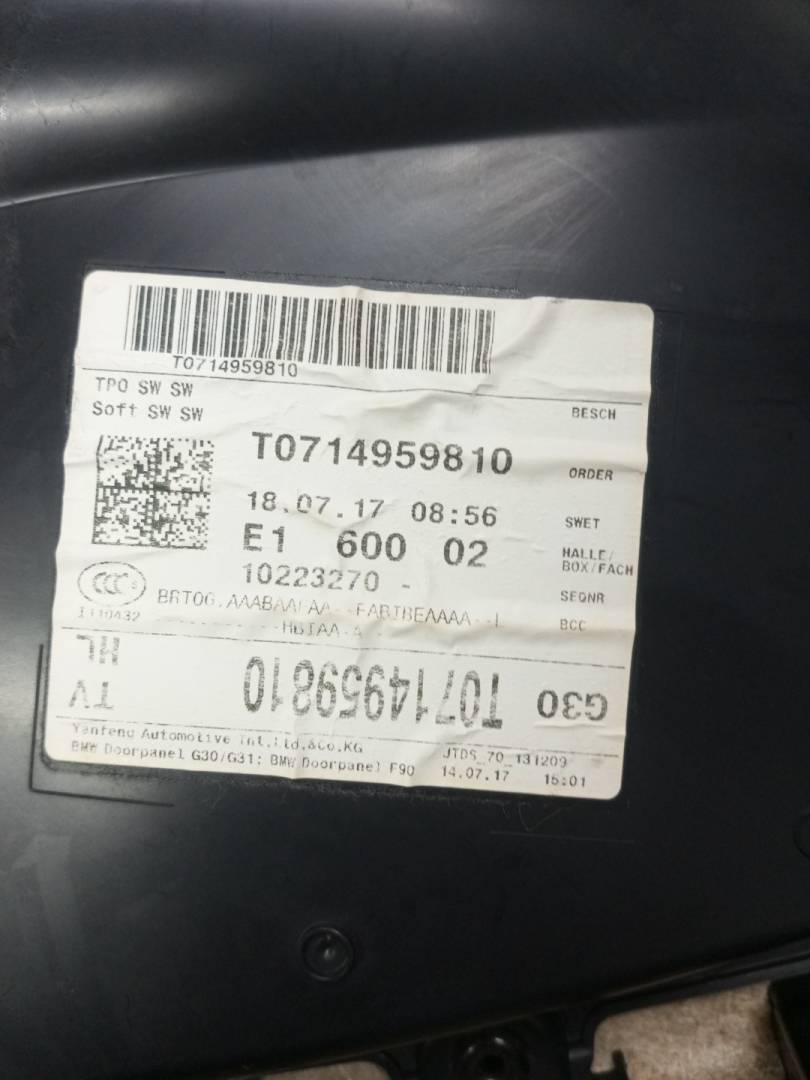 T0714959810
TPO SW SW
Soft SW SW
BESCH
T0714959810
ORDER
18.07.17 08:56
SWET
E1 600 02
HALLE/
BOX/FACH
10223270 -
SEQNR
CCC
BCC
TV
T0714959810
G30
Yanfeng Automotive Int.Ltd.&Co.KG
BMW Doorpanel G30/G31; BMW Doorpanel F90
JTDS_70_131209
14.07.17 15:01